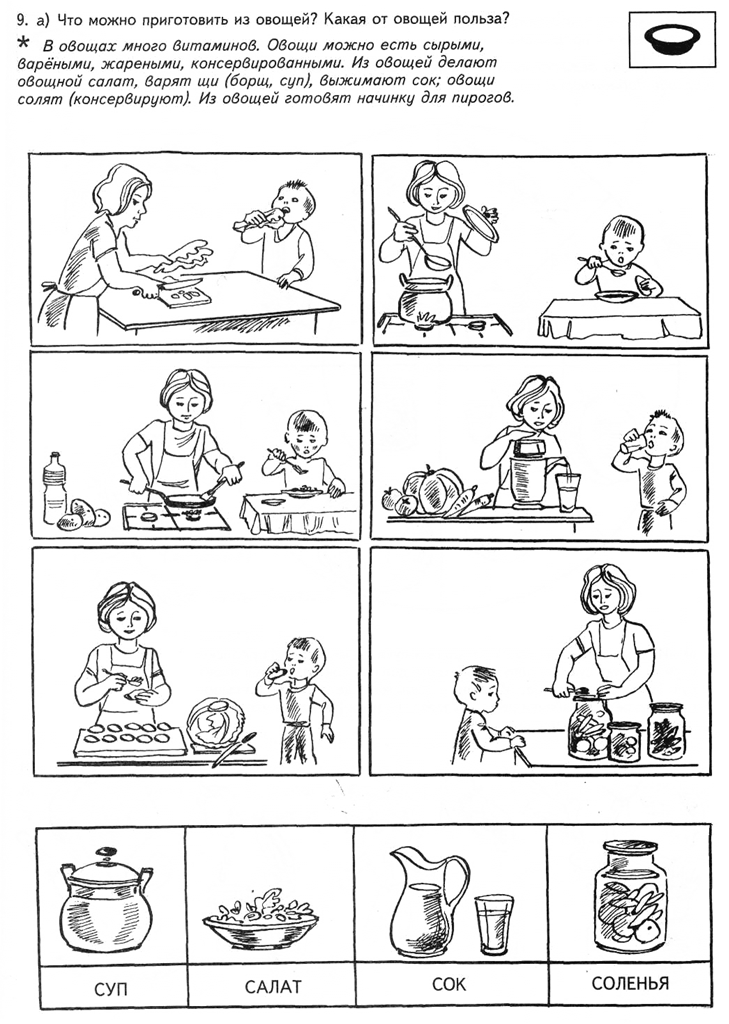 9. а) Что можно приготовить из овощей? Какая от овощей польза?
* В овощах много витаминов. Овощи можно есть сырыми,
варёными, жареными, консервированными. Из овощей делают
овощной салат, варят щи (борщ, суп), выжимают сок; овощи
солят (консервируют). Из овощей готовят начинку для пирогов.
СУП
САЛАТ
СОК
СОЛЕНЬЯ